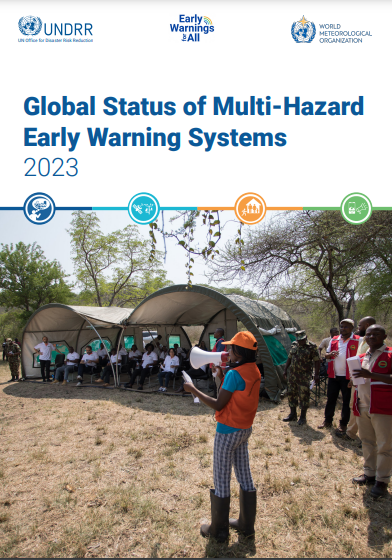 UNDRR
UN Office for Disaster Risk Reduction
Early
Warnings
for
All
WORLD
METEOROLOGICAL
ORGANIZATION
Global Status of Multi-Hazard
Early Warning Systems
2023